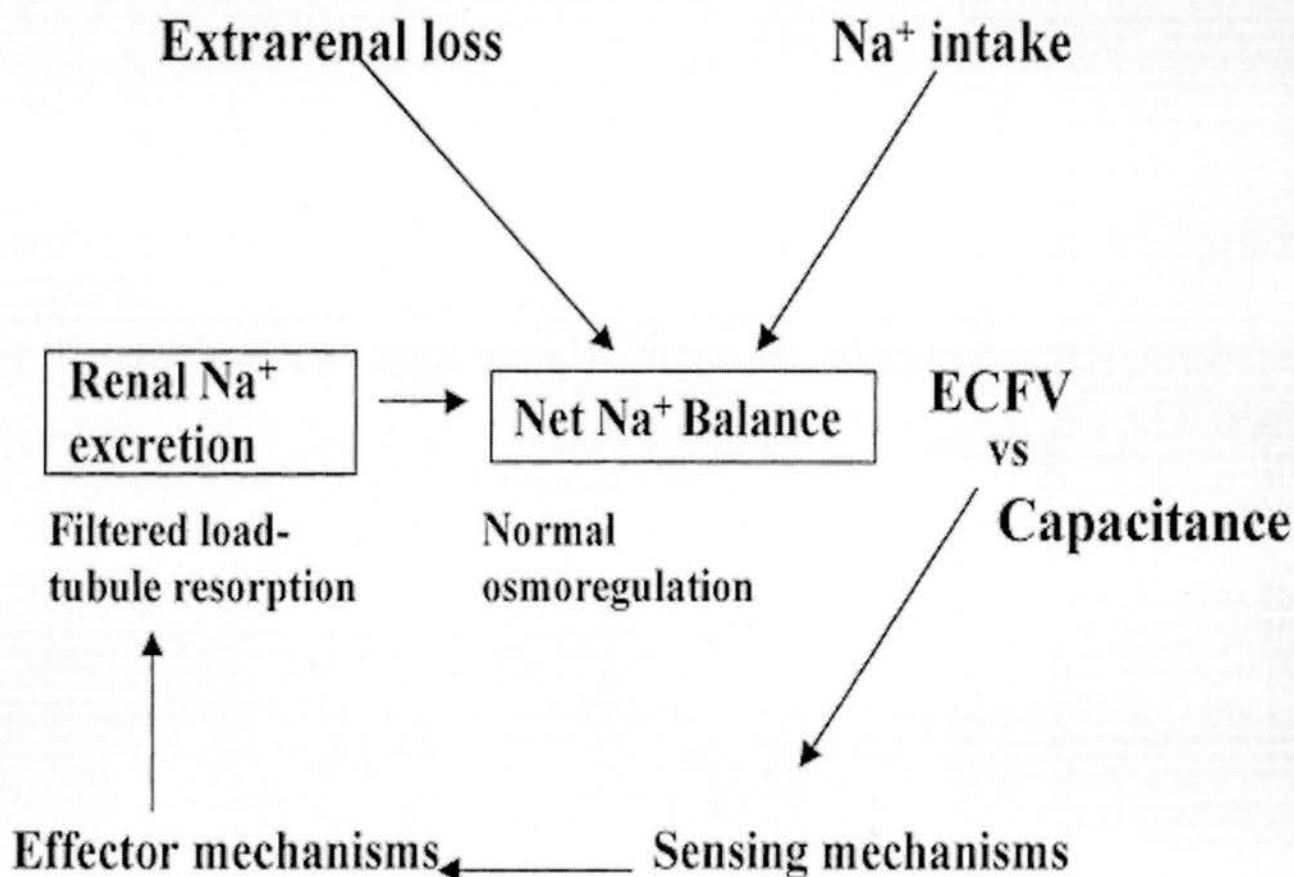 Extrarenal loss
Na⁺ intake
Renal Na⁺
excretion
Net Na⁺ Balance
ECFV
vs
Capacitance
Filtered load-
tubule resorption
Normal
osmoregulation
Effector mechanisms
Sensing mechanisms